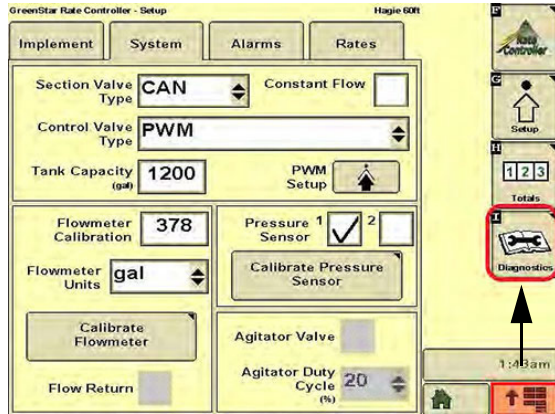 GreenStar Rate Controller - Setup
Hagie 60ft
Implement
System
Alarms
Rates
Section Valve
Type
CAN
Constant Flow
Control Valve
Type
PWM
Tank Capacity
(gal)
1200
PWM
Setup
Flowmeter
Calibration
378
Flowmeter
Units
gal
Calibrate
Flowmeter
Flow Return
Pressure
Sensor
1
2
Calibrate Pressure
Sensor
Agitator Valve
Agitator Duty
Cycle
(%)
20
F
Rate
Controller
G
Setup
H
1 2 3
Totals
I
Diagnostics
1:43am